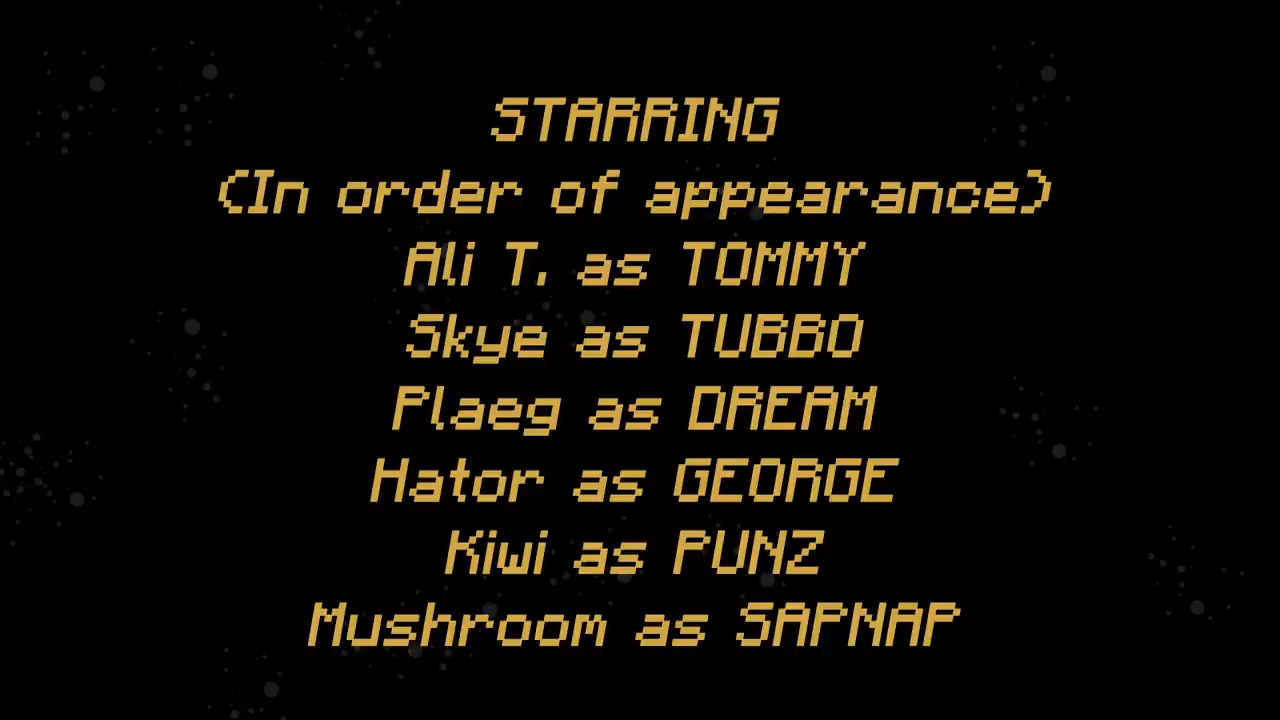 STARRING
(In order of appearance)
Ali T. as TOMMY
Skye as TUBBO
Plaeg as DREAM
Hator as GEORGE
Kiwi as PUNZ
Mushroom as SAPNAP